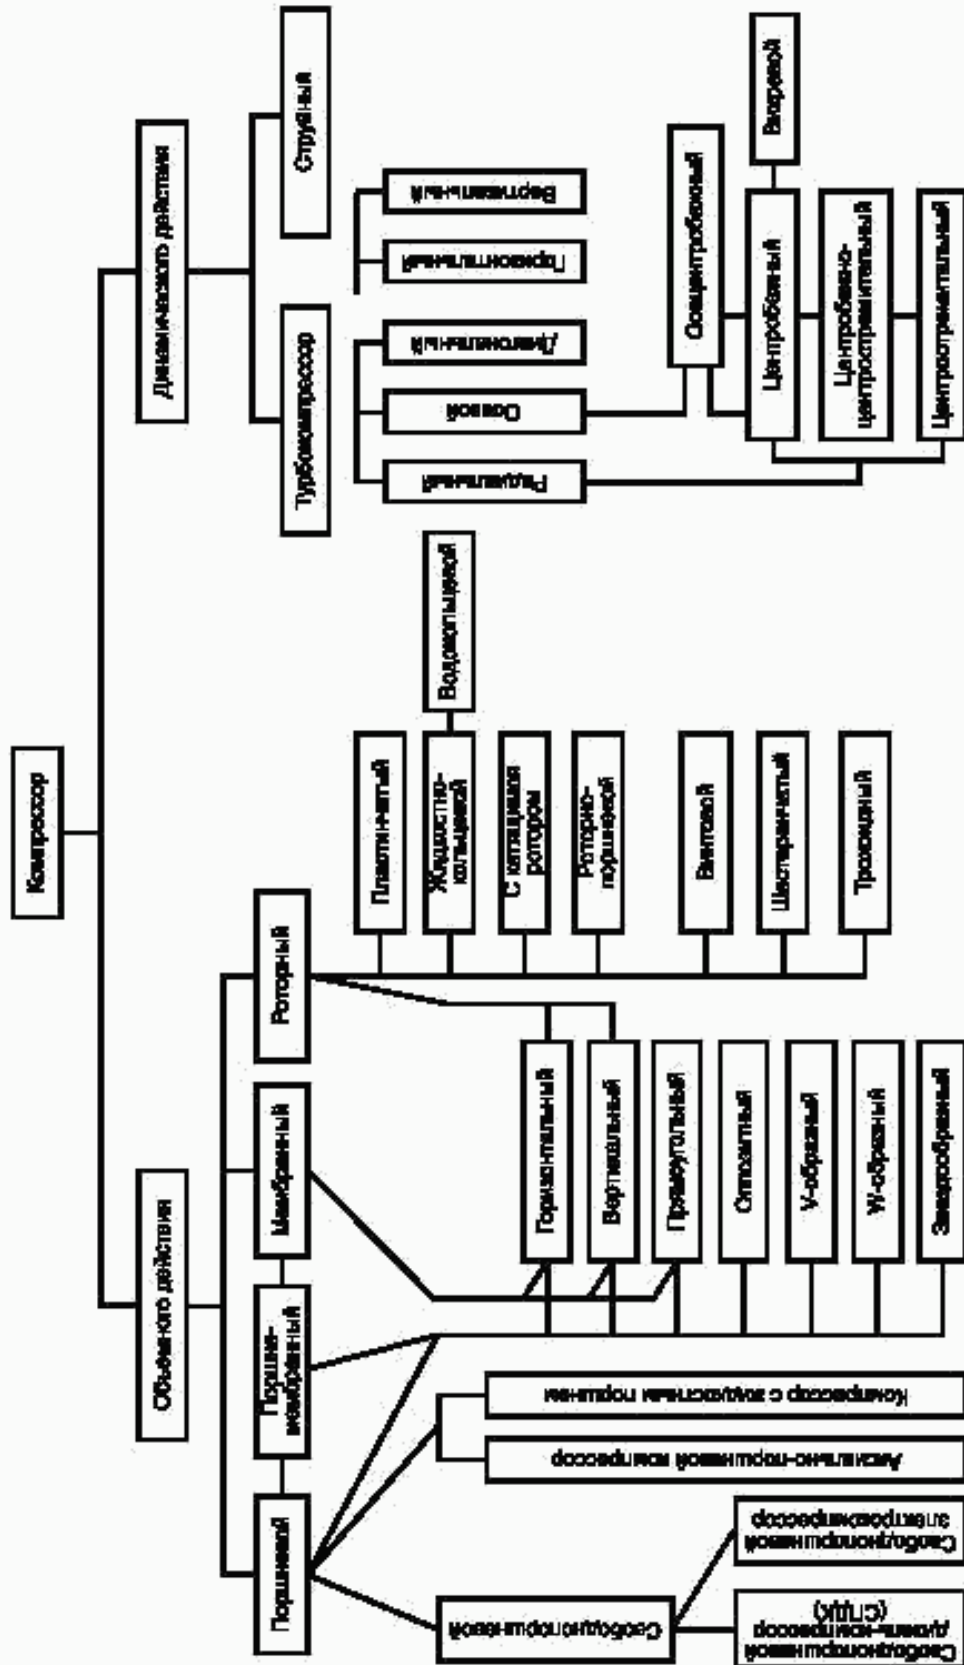 Компрессор
Объемного действия
Динамического действия
Поршневой
Поршне-
мембранный
Мембранный
Роторный
Турбокомпрессор
Струйный
Свободнопоршневой
Свободнопоршневой
дизель-компрессор
(СПДК)
Свободнопоршневой
электрокомпрессор
Аксиально-поршневой компрессор
Компрессор с жидкостным поршнем
Горизонтальный
Вертикальный
Прямоугольный
Оппозитный
V-образный
W-образный
Звездообразный
Пластинчатый
Жидкостно-
кольцевой
Водокольцевой
С катящимся
ротором
Роторно-
поршневой
Винтовой
Шестеренчатый
Трохоидный
Радиальный
Осевой
Диагональный
Горизонтальный
Вертикальный
Осецентробежный
Центробежный
Вихревой
Центробежно-
центростремительный
Центростремительный